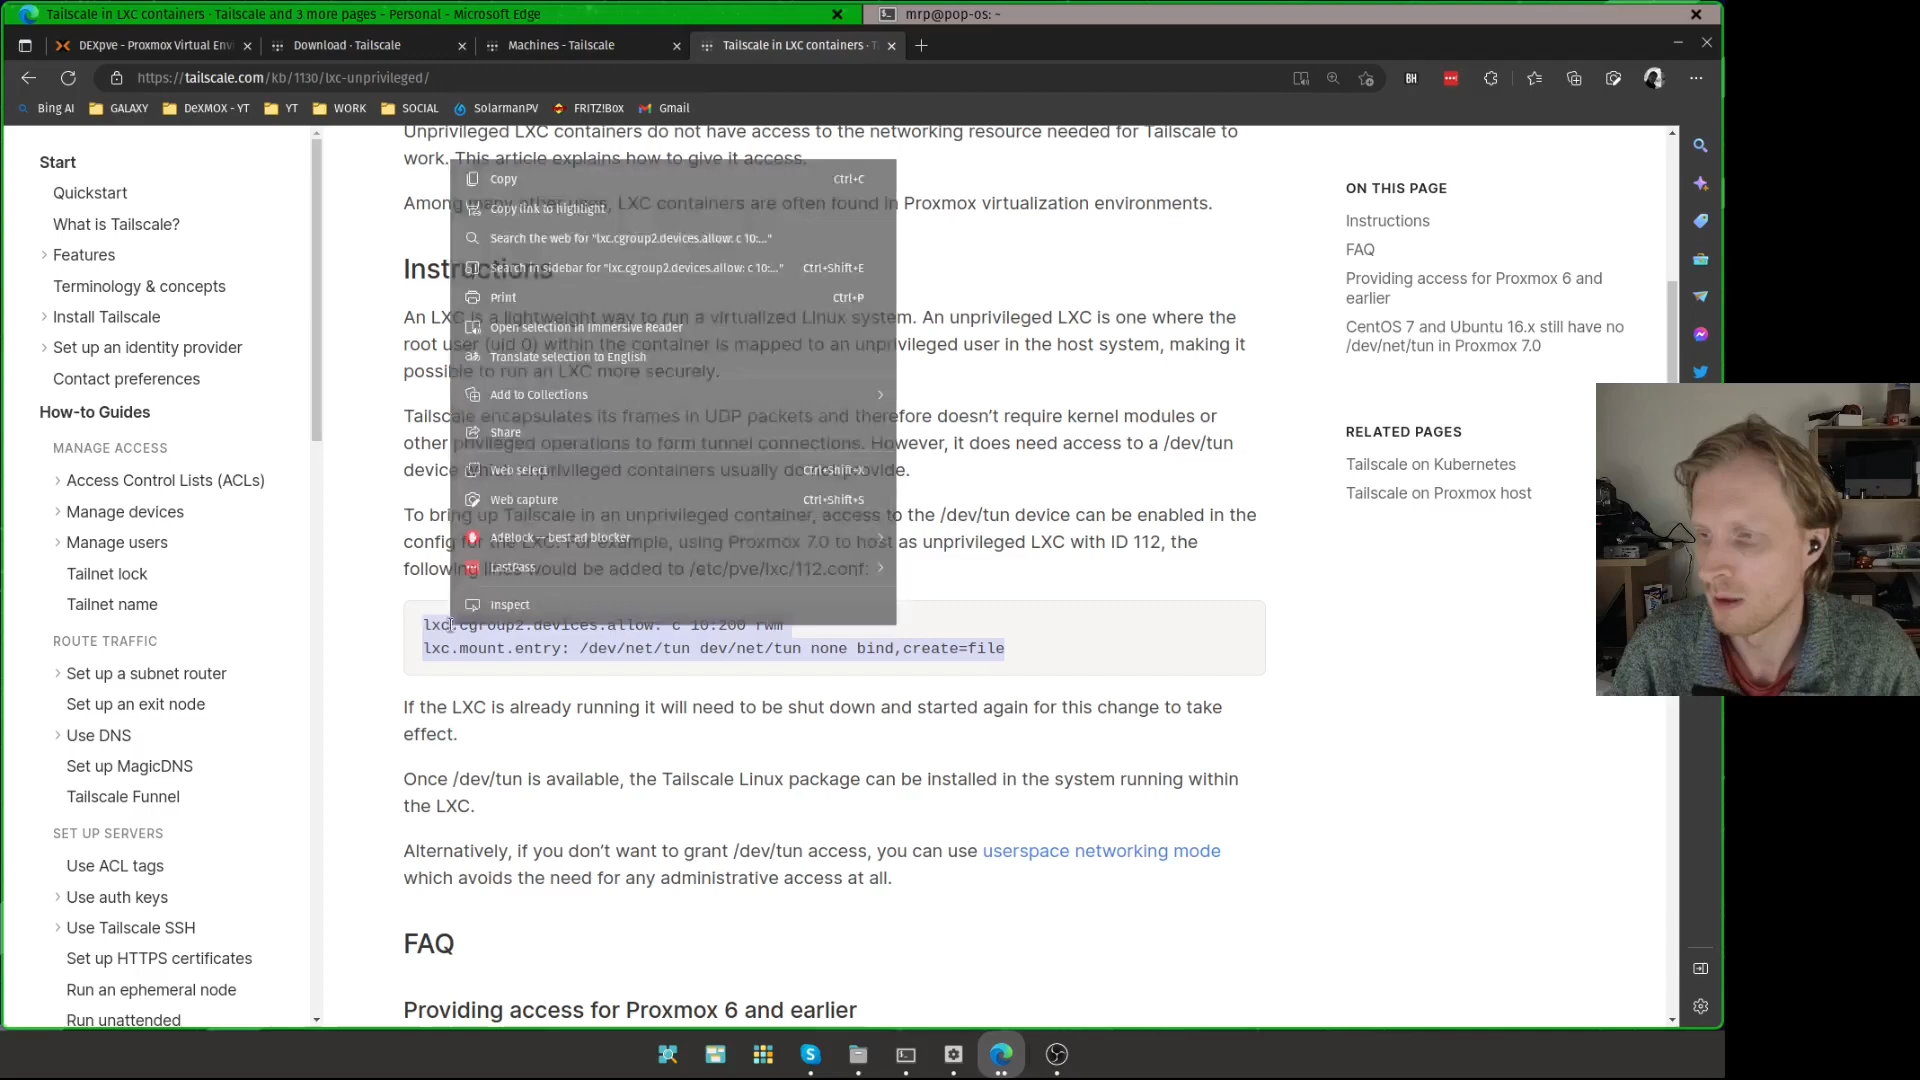 Tailscale in LXC containers · Tailscale and 3 more pages - Personal - Microsoft Edge
mrp@pop-os: ~
DEXpve - Proxmox Virtual Envi
Download · Tailscale
Machines - Tailscale
Tailscale in LXC containers · T
https://tailscale.com/kb/1130/lxc-unprivileged/
Bing AI
GALAXY
DeXMOX - YT
YT
WORK
SOCIAL
SolarmanPV
FRITZ!Box
Gmail
Start
Quickstart
What is Tailscale?
Features
Terminology & concepts
Install Tailscale
Set up an identity provider
Contact preferences
How-to Guides
MANAGE ACCESS
Access Control Lists (ACLs)
Manage devices
Manage users
Tailnet lock
Tailnet name
ROUTE TRAFFIC
Set up a subnet router
Set up an exit node
Use DNS
Set up MagicDNS
Tailscale Funnel
SET UP SERVERS
Use ACL tags
Use auth keys
Use Tailscale SSH
Set up HTTPS certificates
Run an ephemeral node
Run unattended
Unprivileged LXC containers do not have access to the networking resource needed for Tailscale to
work. This article explains how to give it access.
Among many other uses, LXC containers are often found in Proxmox virtualization environments.
Instructions
An LXC is a lightweight way to run a virtualized Linux system. An unprivileged LXC is one where the
root user (uid 0) within the container is mapped to an unprivileged user in the host system, making it
possible to run an LXC more securely.
Tailscale encapsulates its frames in UDP packets and therefore doesn't require kernel modules or
other privileged operations to form tunnel connections. However, it does need access to a /dev/tun
device which unprivileged containers usually do not provide.
To bring up Tailscale in an unprivileged container, access to the /dev/tun device can be enabled in the
config for the LXC. For example, using Proxmox 7.0 to host as unprivileged LXC with ID 112, the
following lines would be added to /etc/pve/lxc/112.conf:
lxc.cgroup2.devices.allow: c 10:200 rwm
lxc.mount.entry: /dev/net/tun dev/net/tun none bind,create=file
If the LXC is already running it will need to be shut down and started again for this change to take
effect.
Once /dev/tun is available, the Tailscale Linux package can be installed in the system running within
the LXC.
Alternatively, if you don't want to grant /dev/tun access, you can use userspace networking mode
which avoids the need for any administrative access at all.
FAQ
Providing access for Proxmox 6 and earlier
Copy Ctrl+C
Copy link to highlight
Search the web for "lxc.cgroup2.devices.allow: c 10:..."
Search in sidebar for "lxc.cgroup2.devices.allow: c 10:..." Ctrl+Shift+E
Print Ctrl+P
Open selection in Immersive Reader
Translate selection to English
Add to Collections
Share
Web select Ctrl+Shift+X
Web capture Ctrl+Shift+S
AdBlock — best ad blocker
LastPass
Inspect
ON THIS PAGE
Instructions
FAQ
Providing access for Proxmox 6 and
earlier
CentOS 7 and Ubuntu 16.x still have no
/dev/net/tun in Proxmox 7.0
RELATED PAGES
Tailscale on Kubernetes
Tailscale on Proxmox host